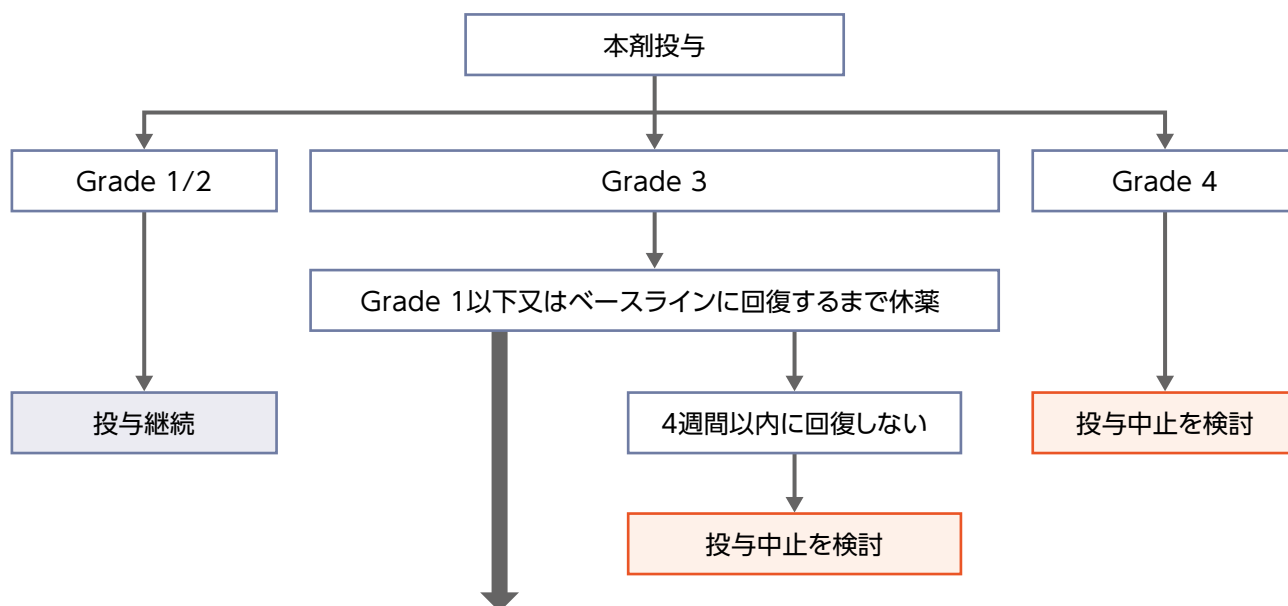 本剤投与
Grade 1/2
Grade 3
Grade 4
Grade 1以下又はベースラインに回復するまで休薬
投与継続
4週間以内に回復しない
投与中止を検討
投与中止を検討